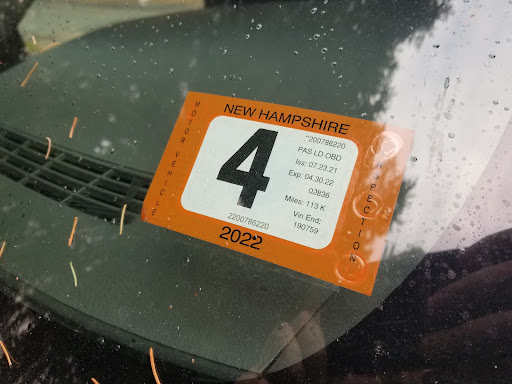 NEW HAMPSHIRE
MOTOR VEHICLE
4
2200786220
PAS LD OBD
Iss: 07.23.21
Exp: 04.30.22
03836
Miles: 113 K
Vin End:
190759
2200786220
2022
PECTION